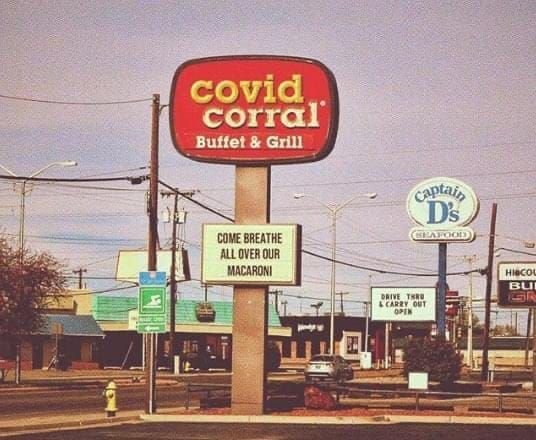 covid
corral
Buffet & Grill
COME BREATHE
ALL OVER OUR
MACARONI
Captain
D's
SEAFOOD
DRIVE THRU
& CARRY OUT
OPEN